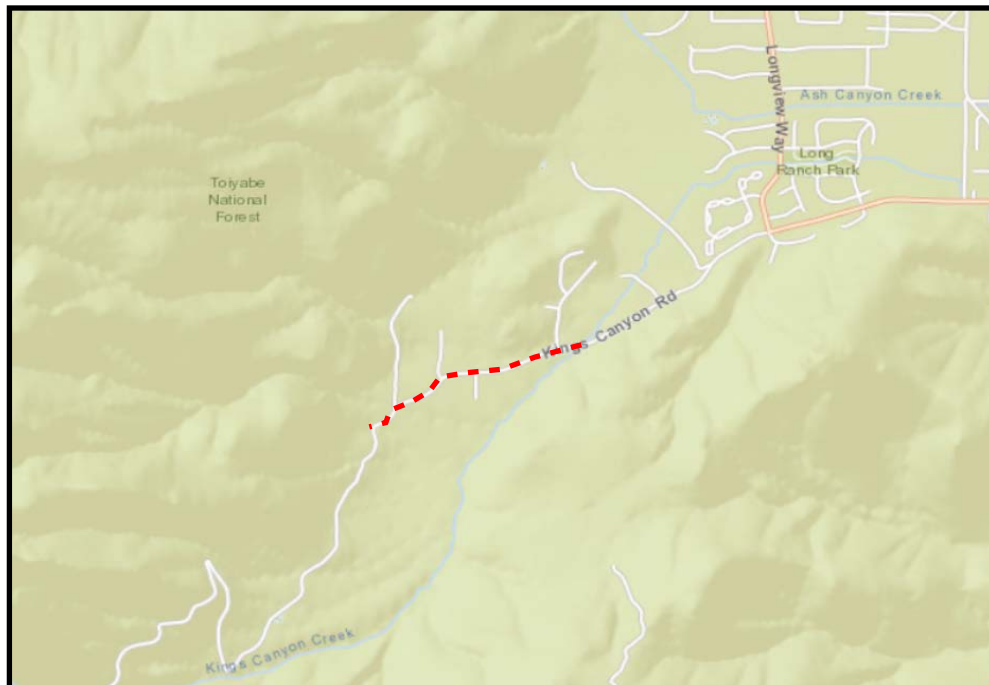 Longview Way
Ash Canyon Creek
Long
Ranch Park
Toiyabe
National
Forest
Kings Canyon Rd
Kings Canyon Creek